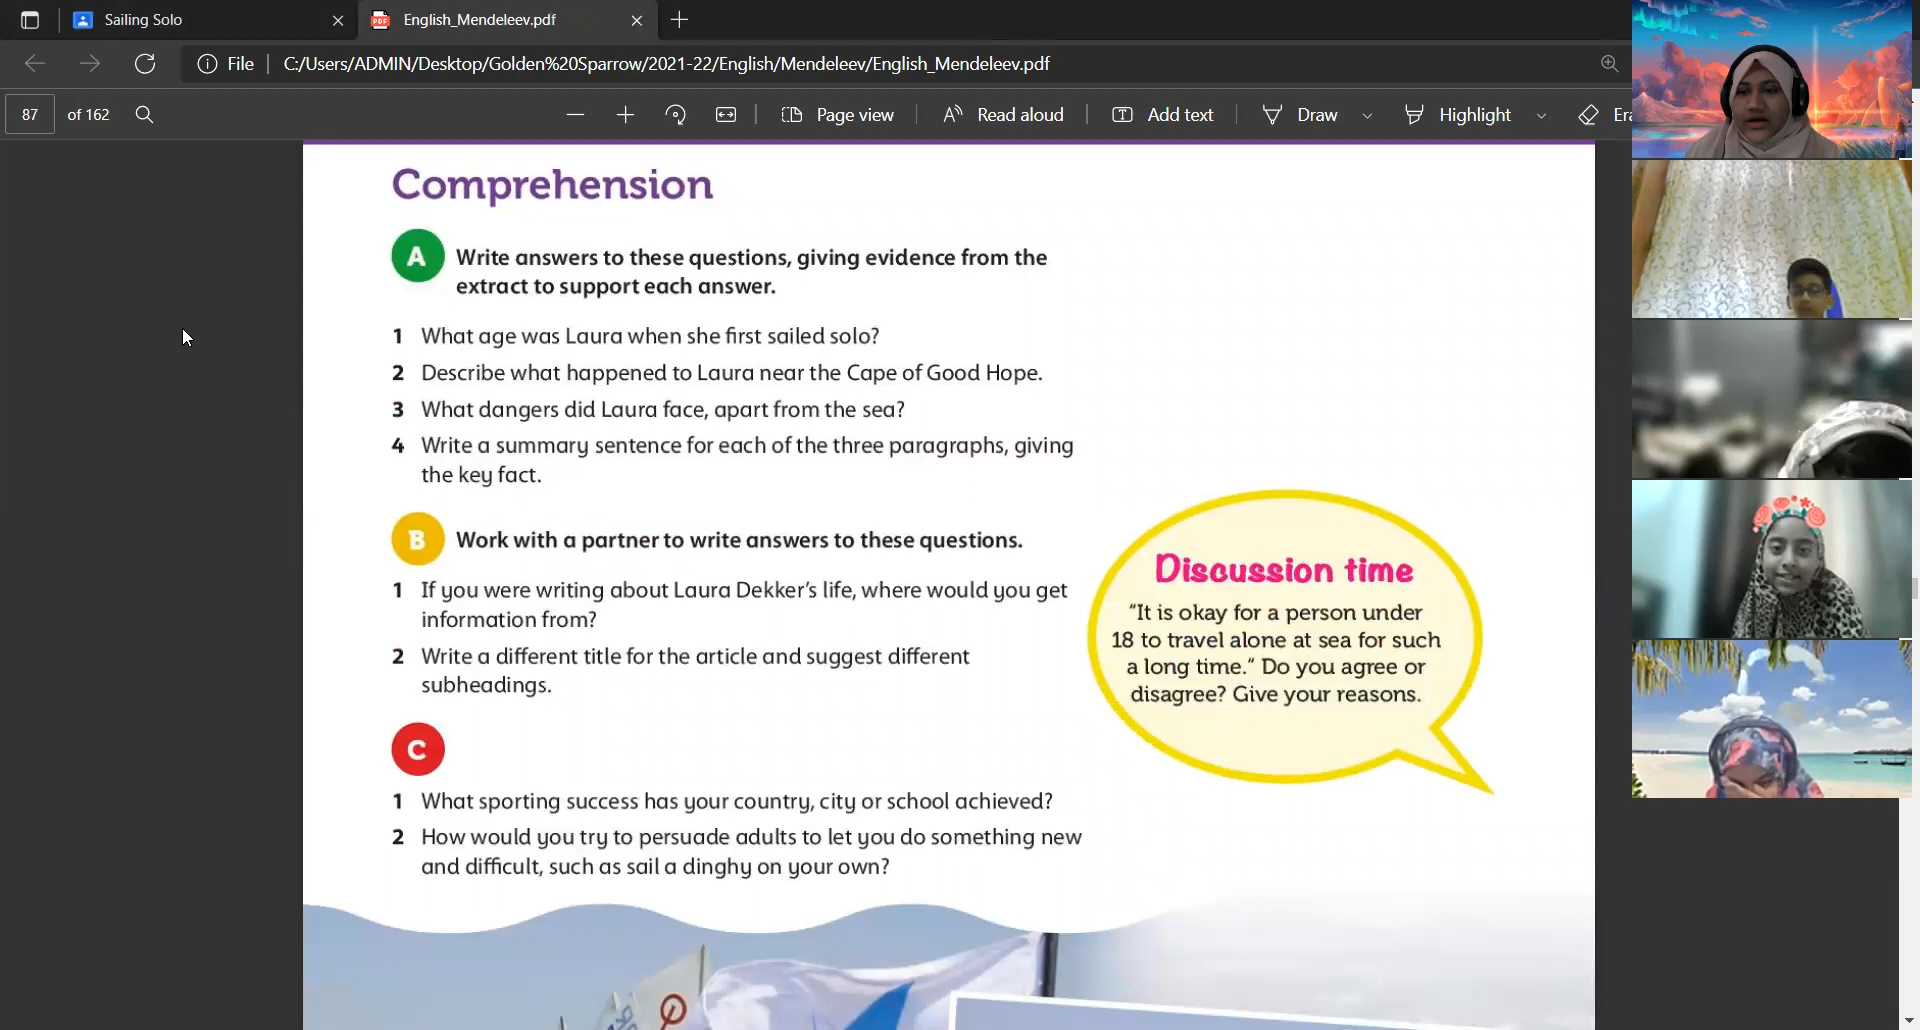 Sailing Solo
English_Mendeleev.pdf
File
C:/Users/ADMIN/Desktop/Golden%20Sparrow/2021-22/English/Mendeleev/English_Mendeleev.pdf
87 of 162
Page view
Read aloud
Add text
Draw
Highlight
Comprehension
A
Write answers to these questions, giving evidence from the
extract to support each answer.
1 What age was Laura when she first sailed solo?
2 Describe what happened to Laura near the Cape of Good Hope.
3 What dangers did Laura face, apart from the sea?
4 Write a summary sentence for each of the three paragraphs, giving
the key fact.
B
Work with a partner to write answers to these questions.
1 If you were writing about Laura Dekker's life, where would you get
information from?
2 Write a different title for the article and suggest different
subheadings.
C
1 What sporting success has your country, city or school achieved?
2 How would you try to persuade adults to let you do something new
and difficult, such as sail a dinghy on your own?
Discussion time
"It is okay for a person under
18 to travel alone at sea for such
a long time." Do you agree or
disagree? Give your reasons.